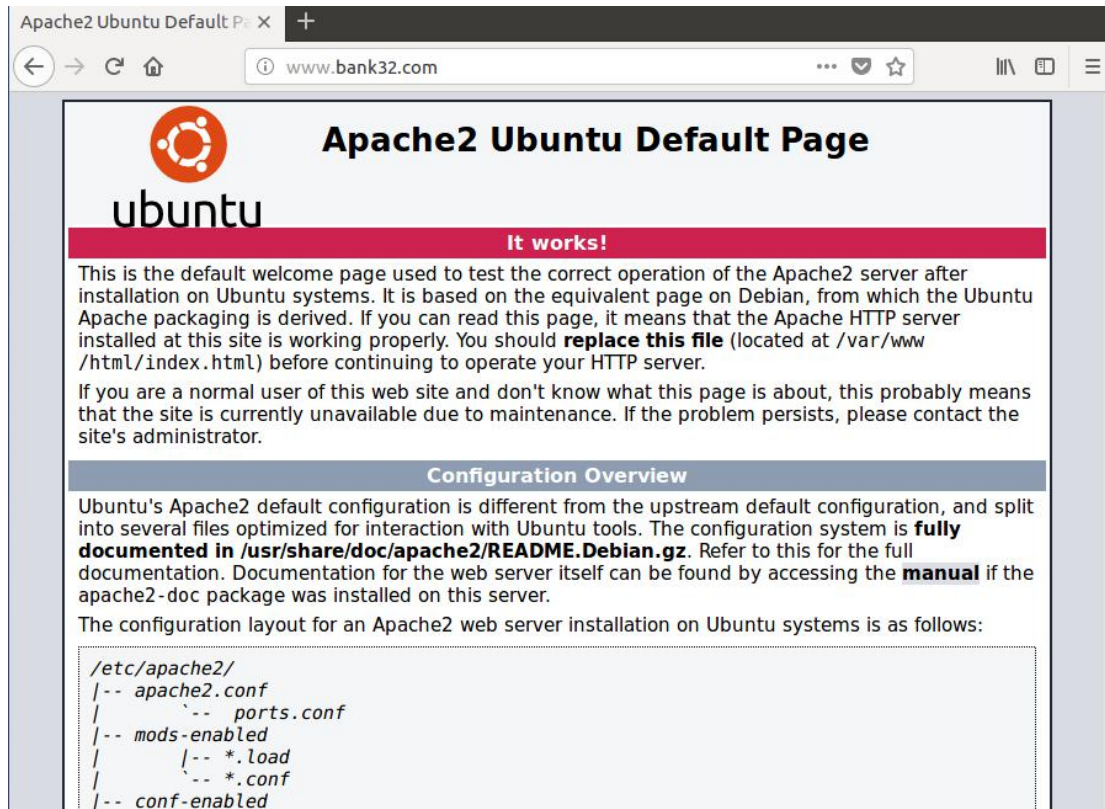 Apache2 Ubuntu Default Pa
www.bank32.com
ubuntu
Apache2 Ubuntu Default Page
It works!
This is the default welcome page used to test the correct operation of the Apache2 server after
installation on Ubuntu systems. It is based on the equivalent page on Debian, from which the Ubuntu
Apache packaging is derived. If you can read this page, it means that the Apache HTTP server
installed at this site is working properly. You should replace this file (located at /var/www
/html/index.html) before continuing to operate your HTTP server.
If you are a normal user of this web site and don't know what this page is about, this probably means
that the site is currently unavailable due to maintenance. If the problem persists, please contact the
site's administrator.
Configuration Overview
Ubuntu's Apache2 default configuration is different from the upstream default configuration, and split
into several files optimized for interaction with Ubuntu tools. The configuration system is fully
documented in /usr/share/doc/apache2/README.Debian.gz. Refer to this for the full
documentation. Documentation for the web server itself can be found by accessing the manual if the
apache2-doc package was installed on this server.
The configuration layout for an Apache2 web server installation on Ubuntu systems is as follows:
/etc/apache2/
|-- apache2.conf
|       `--  ports.conf
|-- mods-enabled
|       |-- *.load
|       `-- *.conf
|-- conf-enabled